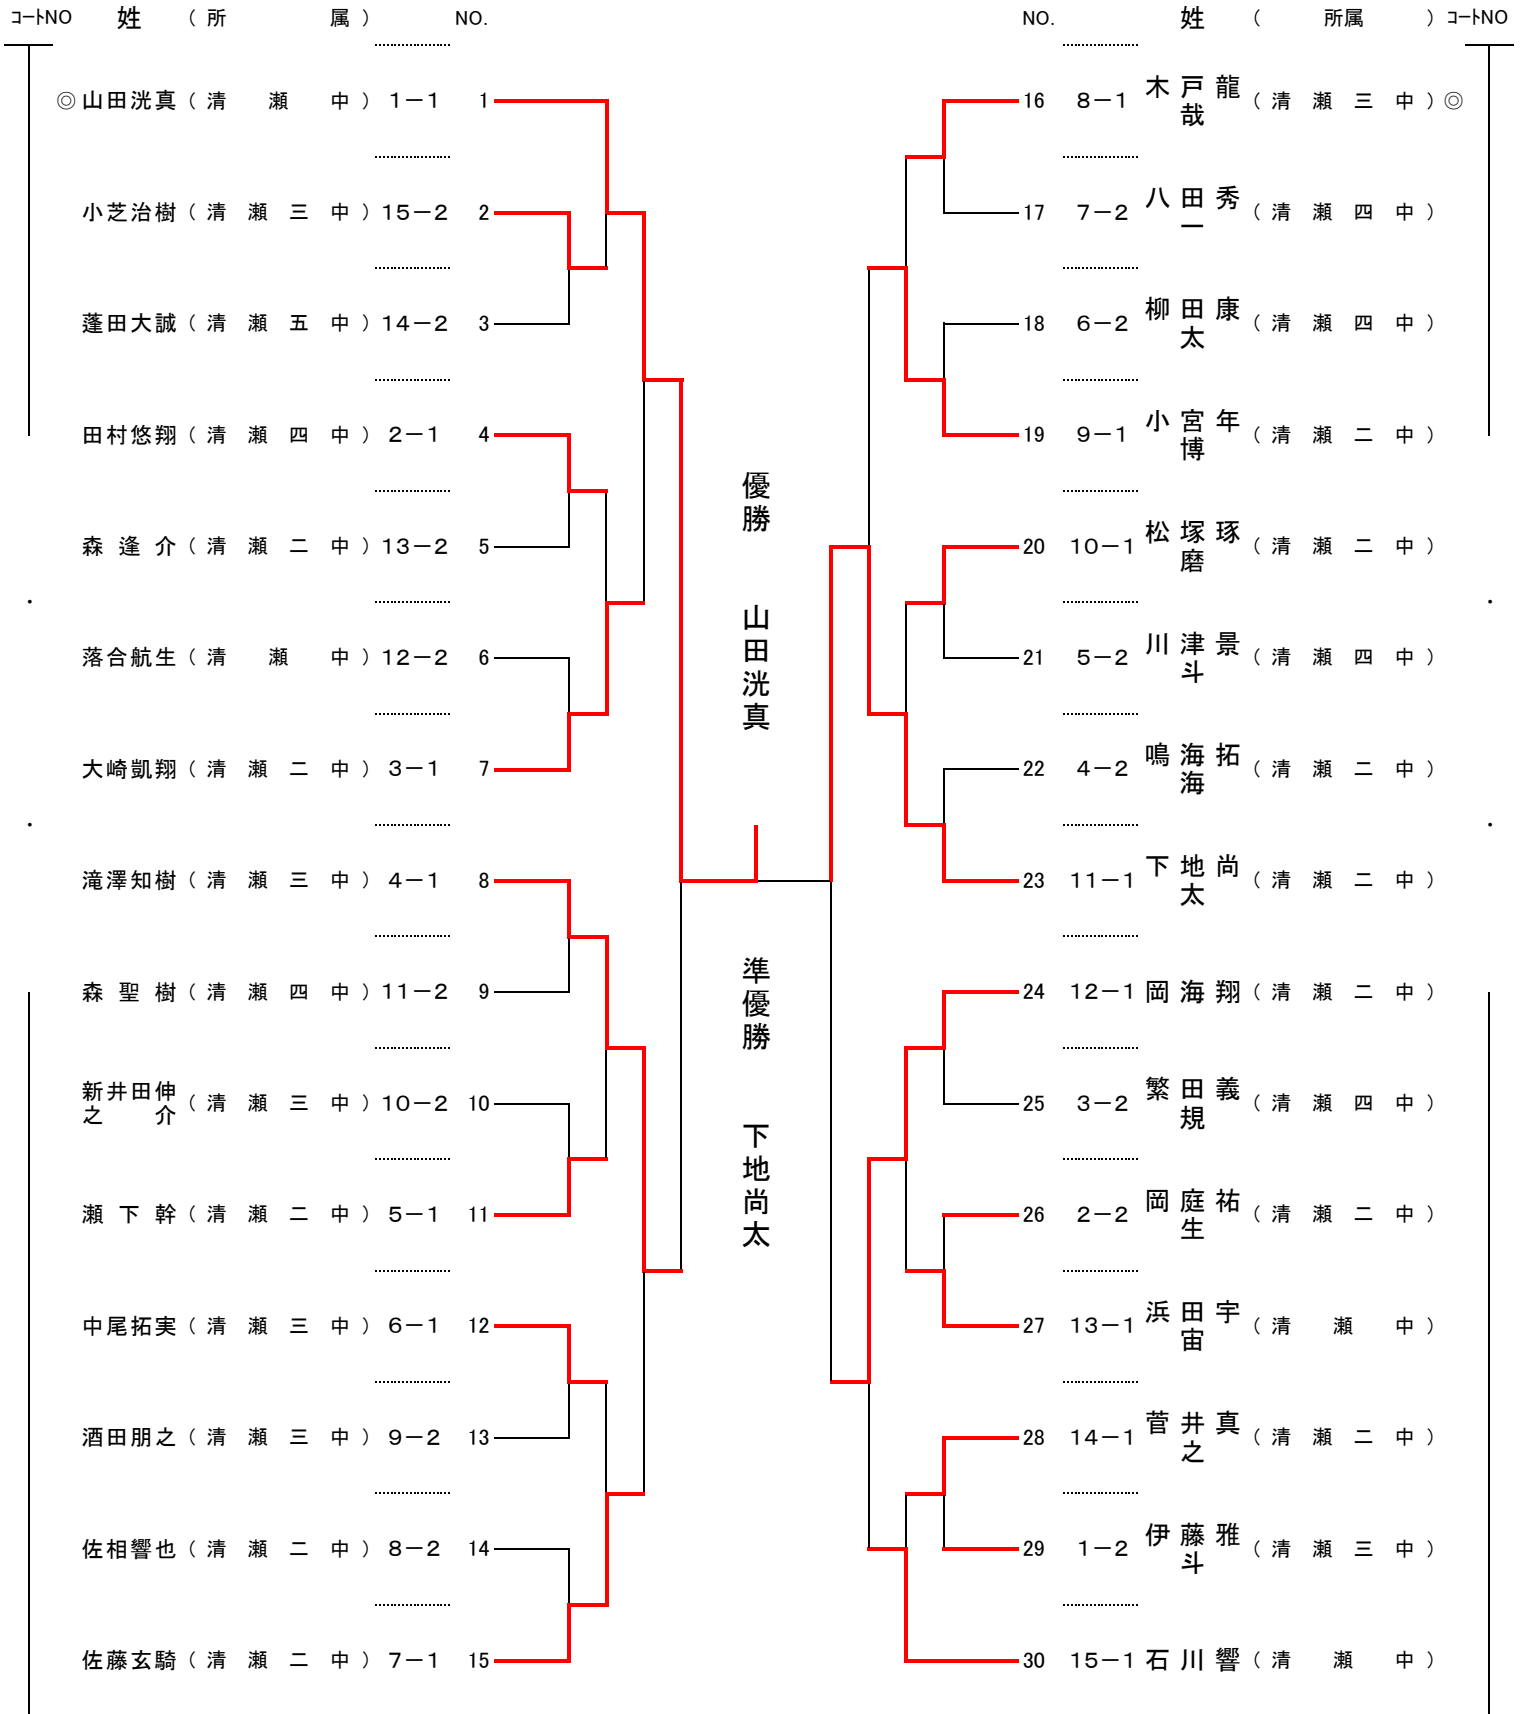 コートNO 姓 （所 属） NO.
◎ 山田洸真 （清 瀬 中） 1－1 1
小芝治樹 （清瀬三中） 15－2 2
蓬田大誠 （清瀬五中） 14－2 3
田村悠翔 （清瀬四中） 2－1 4
森逢介 （清瀬二中） 13－2 5
落合航生 （清 瀬 中） 12－2 6
大崎凱翔 （清瀬二中） 3－1 7
滝澤知樹 （清瀬三中） 4－1 8
森聖樹 （清瀬四中） 11－2 9
新井田伸
之介 （清瀬三中） 10－2 10
瀬下幹 （清瀬二中） 5－1 11
中尾拓実 （清瀬三中） 6－1 12
酒田朋之 （清瀬三中） 9－2 13
佐相響也 （清瀬二中） 8－2 14
佐藤玄騎 （清瀬二中） 7－1 15
優勝 山田洸真
準優勝 下地尚太
NO. 姓 （ 所属 ） コートNO
16 8－1 木戸龍
哉 （清瀬三中） ◎
17 7－2 八田秀
一 （清瀬四中）
18 6－2 柳田康
太 （清瀬四中）
19 9－1 小宮年
博 （清瀬二中）
20 10－1 松塚琢
磨 （清瀬二中）
21 5－2 川津景
斗 （清瀬四中）
22 4－2 鳴海拓
海 （清瀬二中）
23 11－1 下地尚
太 （清瀬二中）
24 12－1 岡海翔 （清瀬二中）
25 3－2 繁田義
規 （清瀬四中）
26 2－2 岡庭祐
生 （清瀬二中）
27 13－1 浜田宇
宙 （清 瀬 中）
28 14－1 菅井真
之 （清瀬二中）
29 1－2 伊藤雅
斗 （清瀬三中）
30 15－1 石川響 （清 瀬 中）